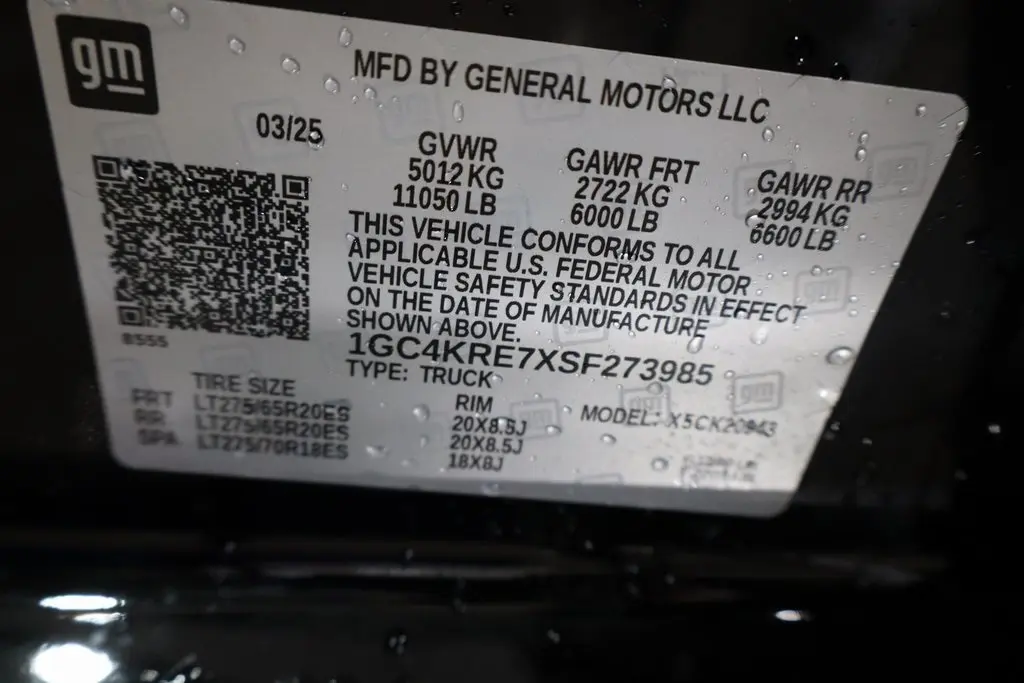 gm
MFD BY GENERAL MOTORS LLC
03/25
GVWR GAWR FRT GAWR RR
5012 KG 2722 KG 2994 KG
11050 LB 6000 LB 6600 LB
THIS VEHICLE CONFORMS TO ALL
APPLICABLE U.S. FEDERAL MOTOR
VEHICLE SAFETY STANDARDS IN EFFECT
ON THE DATE OF MANUFACTURE
SHOWN ABOVE.
8555
1GC4KRE7XSF273985
TYPE: TRUCK
TIRE SIZE RIM MODEL: X5CK20943
FRT LT275/65R20ES 20X8.5J
RR LT275/65R20ES 20X8.5J
SPA LT275/70R18ES 18X8J